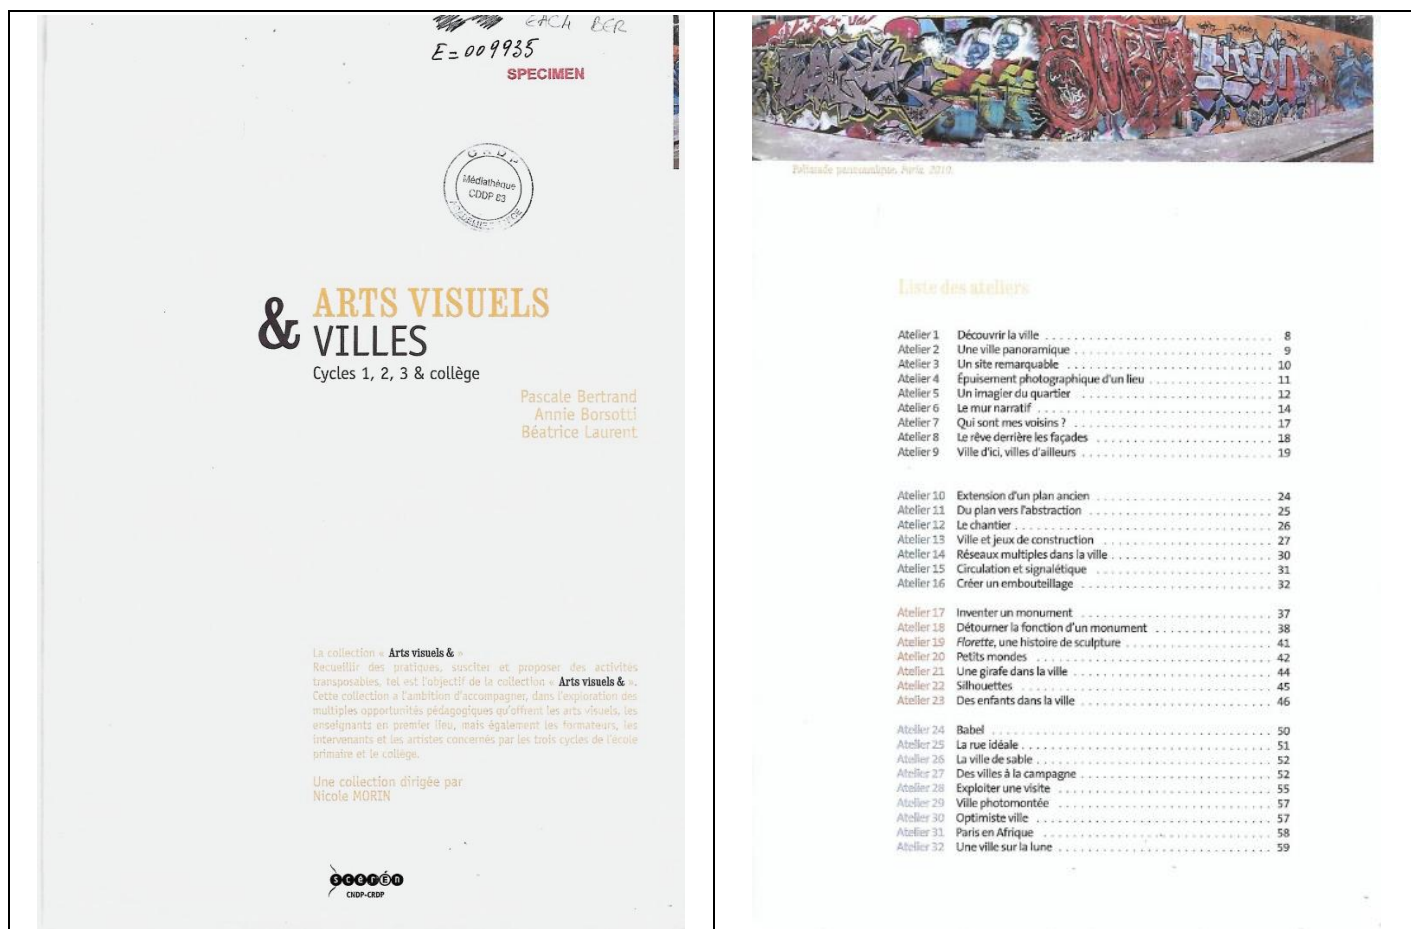 EACH BER
E=009935
SPECIMEN
Médiathèque
CDDP 83
& ARTS VISUELS
VILLES
Cycles 1, 2, 3 & collège
Pascale Bertrand
Annie Borsotti
Béatrice Laurent
La collection « Arts visuels & »
Recueillir des pratiques, susciter et proposer des activités
transposables, tel est l'objectif de la collection « Arts visuels & ».
Cette collection a l'ambition d'accompagner, dans l'exploration des
multiples opportunités pédagogiques qu'offrent les arts visuels, les
enseignants en premier lieu, mais également les formateurs, les
intervenants et les artistes concernés par les trois cycles de l'école
primaire et le collège.
Une collection dirigée par
Nicole MORIN
scérén
CNDP-CRDP
Palissade panoramique, Paris, 2010.
Liste des ateliers
Atelier 1 Découvrir la ville 8
Atelier 2 Une ville panoramique 9
Atelier 3 Un site remarquable 10
Atelier 4 Épuisement photographique d'un lieu 11
Atelier 5 Un imagier du quartier 12
Atelier 6 Le mur narratif 14
Atelier 7 Qui sont mes voisins ? 17
Atelier 8 Le rêve derrière les façades 18
Atelier 9 Ville d'ici, villes d'ailleurs 19
Atelier 10 Extension d'un plan ancien 24
Atelier 11 Du plan vers l'abstraction 25
Atelier 12 Le chantier 26
Atelier 13 Ville et jeux de construction 27
Atelier 14 Réseaux multiples dans la ville 30
Atelier 15 Circulation et signalétique 31
Atelier 16 Créer un embouteillage 32
Atelier 17 Inventer un monument 37
Atelier 18 Détourner la fonction d'un monument 38
Atelier 19 Florette, une histoire de sculpture 41
Atelier 20 Petits mondes 42
Atelier 21 Une girafe dans la ville 44
Atelier 22 Silhouettes 45
Atelier 23 Des enfants dans la ville 46
Atelier 24 Babel 50
Atelier 25 La rue idéale 51
Atelier 26 La ville de sable 52
Atelier 27 Des villes à la campagne 52
Atelier 28 Exploiter une visite 55
Atelier 29 Ville photomontée 57
Atelier 30 Optimiste ville 57
Atelier 31 Paris en Afrique 58
Atelier 32 Une ville sur la lune 59